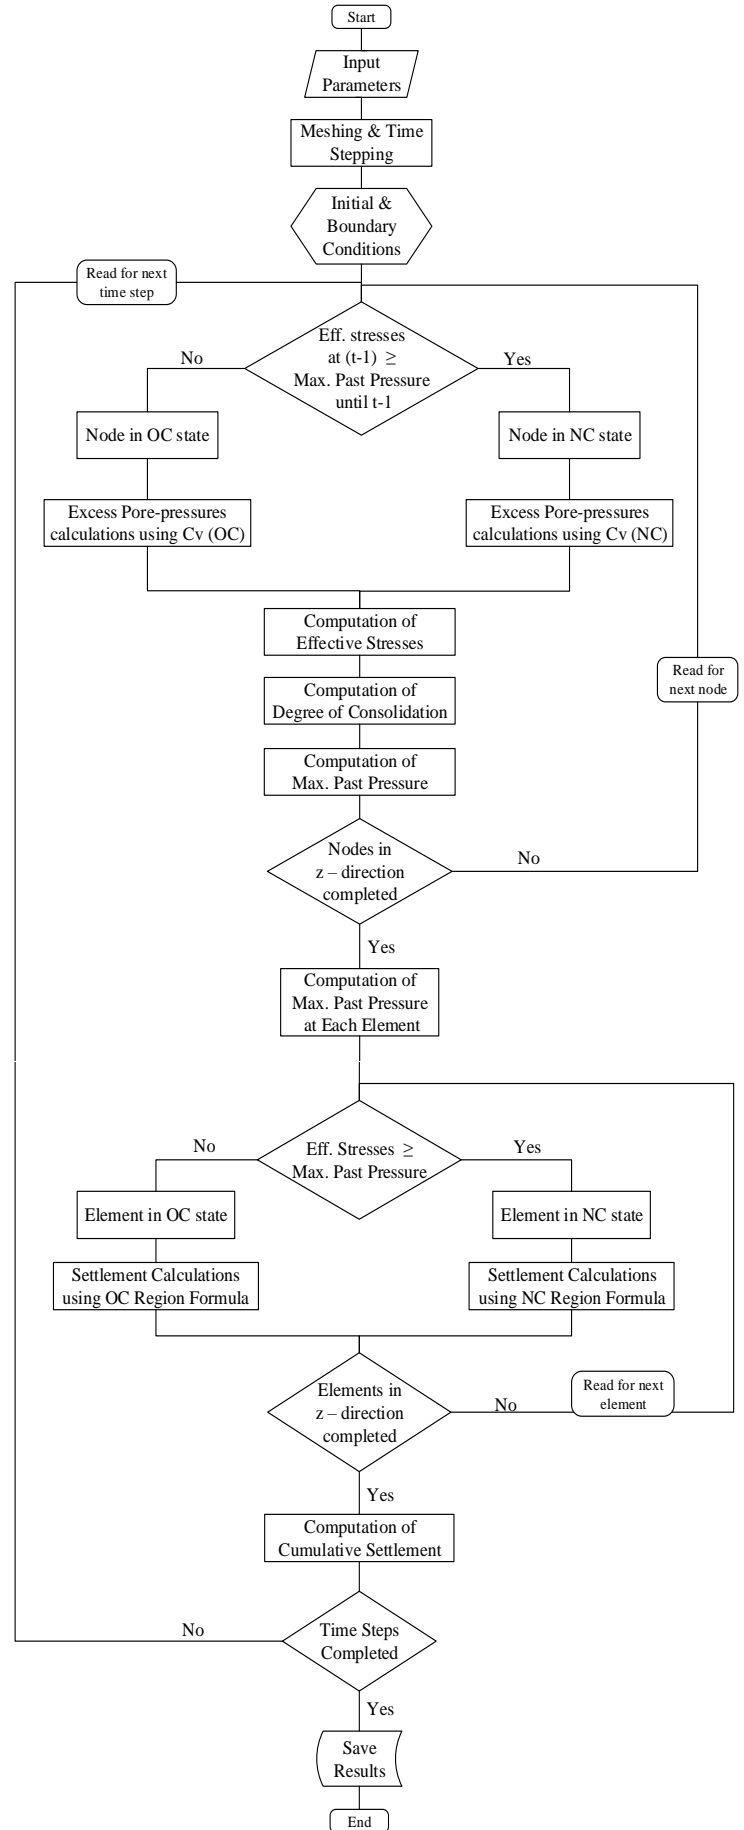 Start
Input
Parameters
Meshing & Time
Stepping
Initial &
Boundary
Conditions
Read for next
time step
Eff. stresses
at (t-1) ≥
Max. Past Pressure
until t-1
No
Yes
Node in OC state
Node in NC state
Excess Pore-pressures
calculations using Cv (OC)
Excess Pore-pressures
calculations using Cv (NC)
Computation of
Effective Stresses
Read for
next node
Computation of
Degree of Consolidation
Computation of
Max. Past Pressure
Nodes in
z – direction
completed
No
Yes
Computation of
Max. Past Pressure
at Each Element
Eff. Stresses ≥
Max. Past Pressure
No
Yes
Element in OC state
Element in NC state
Settlement Calculations
using OC Region Formula
Settlement Calculations
using NC Region Formula
Elements in
z – direction
completed
No
Read for next
element
Yes
Computation of
Cumulative Settlement
No
Time Steps
Completed
Yes
Save
Results
End